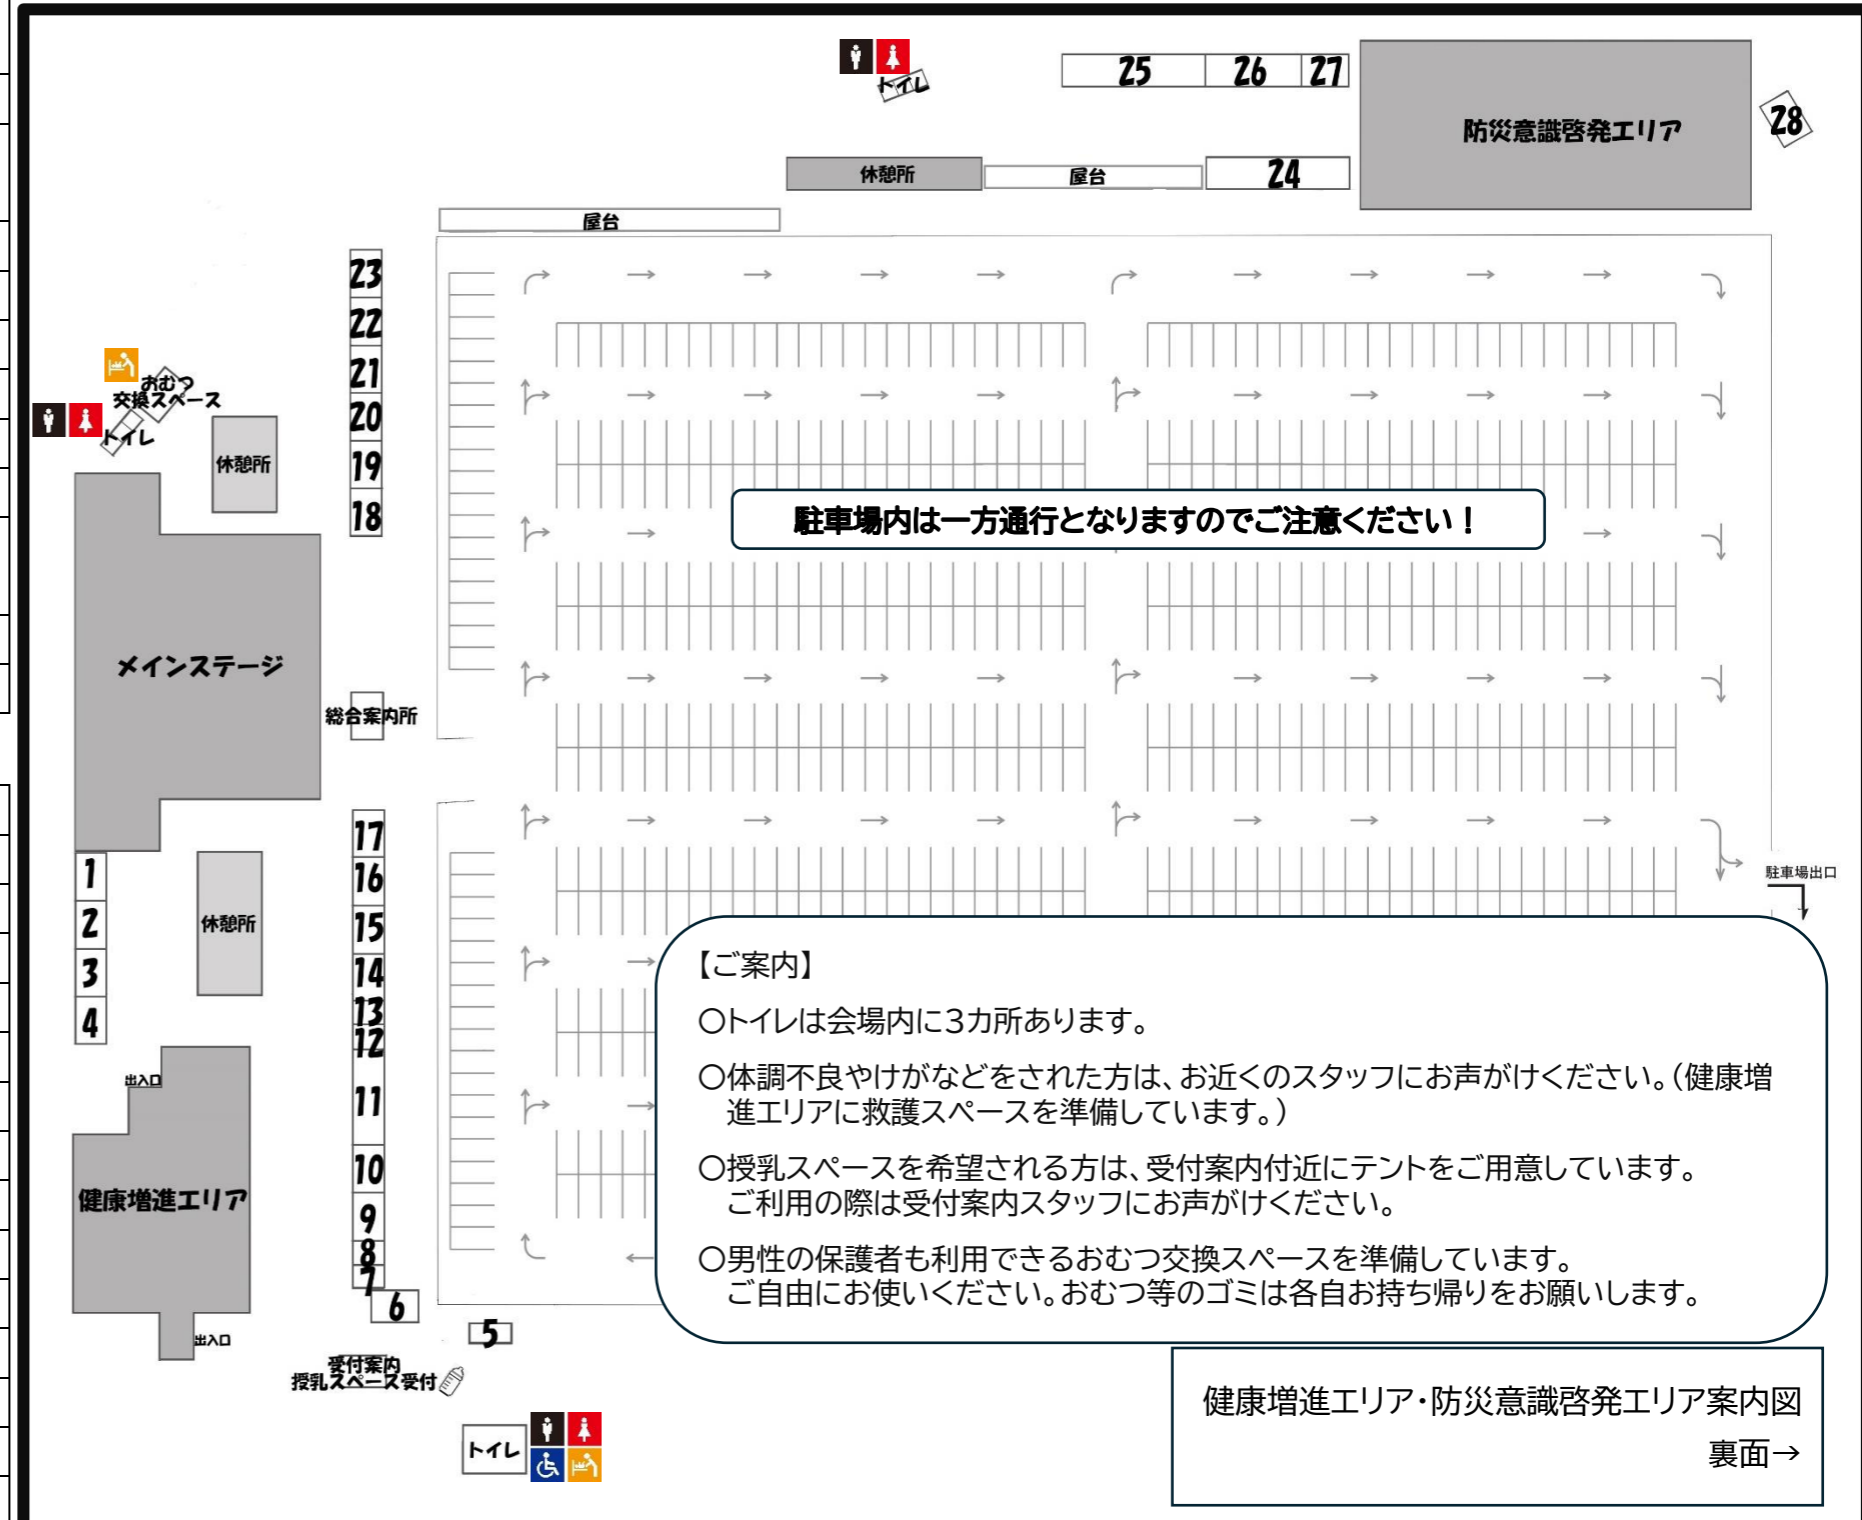 トイレ
25
26
27
防災意識啓発エリア
28
休憩所
屋台
24
屋台
23
22
21
20
19
18
おむつ
交換スペース
トイレ
休憩所
駐車場内は一方通行となりますのでご注意ください！
メインステージ
総合案内所
17
16
15
14
13
12
11
10
9
8
7
6
5
1
2
3
4
休憩所
駐車場出口
出入口
健康増進エリア
出入口
受付案内
授乳スペース受付
トイレ
【ご案内】
〇トイレは会場内に3カ所あります。
〇体調不良やけがなどをされた方は、お近くのスタッフにお声がけください。（健康増
進エリアに救護スペースを準備しています。）
〇授乳スペースを希望される方は、受付案内付近にテントをご用意しています。
ご利用の際は受付案内スタッフにお声がけください。
〇男性の保護者も利用できるおむつ交換スペースを準備しています。
ご自由にお使いください。おむつ等のゴミは各自お持ち帰りをお願いします。
健康増進エリア・防災意識啓発エリア案内図
裏面→